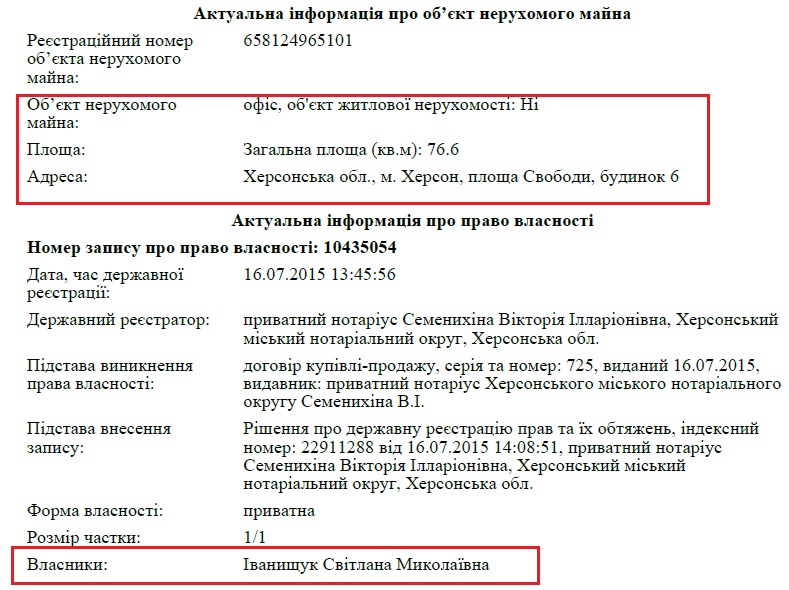 Актуальна інформація про об’єкт нерухомого майна
Реєстраційний номер об’єкта нерухомого майна: 658124965101
Об’єкт нерухомого майна: офіс, об'єкт житлової нерухомості: Ні
Площа: Загальна площа (кв.м): 76.6
Адреса: Херсонська обл., м. Херсон, площа Свободи, будинок 6
Актуальна інформація про право власності
Номер запису про право власності: 10435054
Дата, час державної реєстрації: 16.07.2015 13:45:56
Державний реєстратор: приватний нотаріус Семенихіна Вікторія Ілларіонівна, Херсонський
міський нотаріальний округ, Херсонська обл.
Підстава виникнення права власності: договір купівлі-продажу, серія та номер: 725, виданий 16.07.2015,
видавник: приватний нотаріус Херсонського міського нотаріального
округу Семенихіна В.І.
Підстава внесення запису: Рішення про державну реєстрацію прав та їх обтяжень, індексний
номер: 22911288 від 16.07.2015 14:08:51, приватний нотаріус
Семенихіна Вікторія Ілларіонівна, Херсонський міський
нотаріальний округ, Херсонська обл.
Форма власності: приватна
Розмір частки: 1/1
Власники: Іванищук Світлана Миколаївна